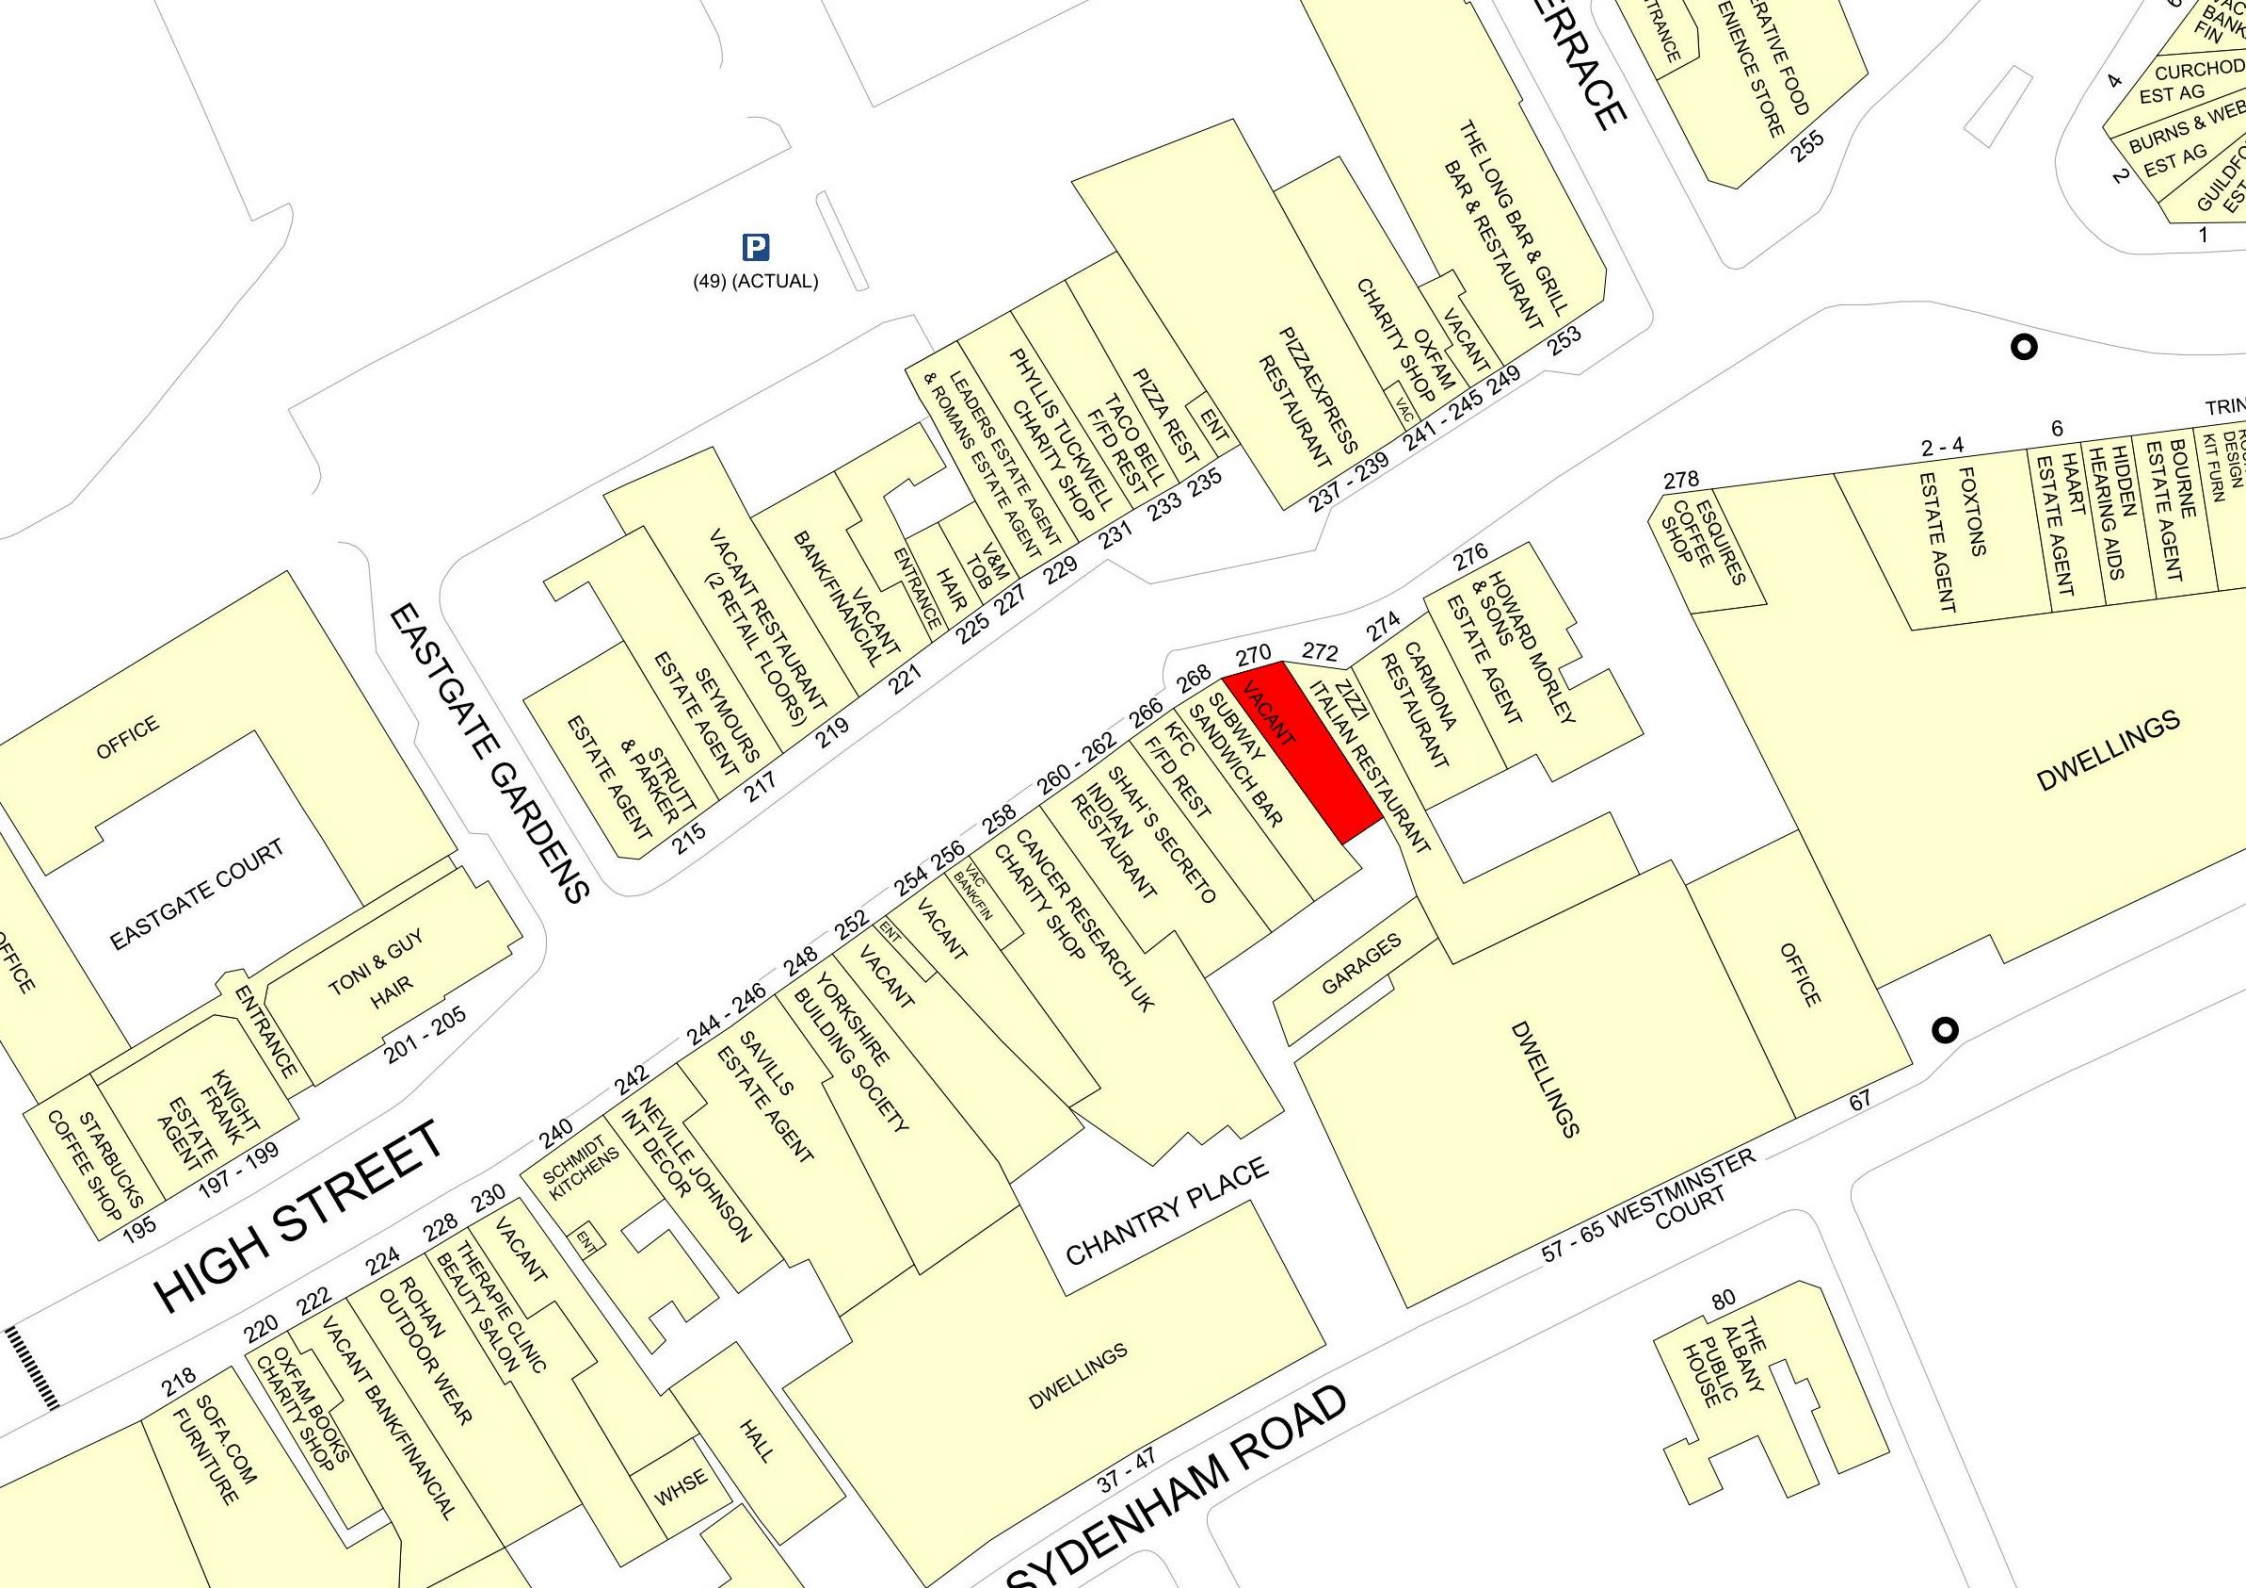 ERRACE
TRANCE
ERATIVE FOOD
ENIENCE STORE
255
BANK
FIN
4
CURCHOD
EST AG
2
BURNS & WEB
EST AG
GUILDFO
EST
1
P
(49) (ACTUAL)
THE LONG BAR & GRILL
BAR & RESTAURANT
253
VACANT
249
OXFAM
CHARITY SHOP
VAC
241 - 245
PIZZAEXPRESS
RESTAURANT
237 - 239
ENT
PIZZA REST
235
TACO BELL
F/FD REST
233
PHYLLIS TUCKWELL
CHARITY SHOP
231
LEADERS ESTATE AGENT
& ROMANS ESTATE AGENT
229
V&M
TOB
227
HAIR
225
ENTRANCE
VACANT
BANK/FINANCIAL
221
VACANT RESTAURANT
(2 RETAIL FLOORS)
219
SEYMOURS
ESTATE AGENT
217
STRUTT
& PARKER
ESTATE AGENT
215
EASTGATE GARDENS
OFFICE
EASTGATE COURT
OFFICE
TONI & GUY
HAIR
201 - 205
ENTRANCE
KNIGHT
FRANK
ESTATE
AGENT
197 - 199
STARBUCKS
COFFEE SHOP
195
HIGH STREET
TRIN
DESIGN
KIT FURN
BOURNE
ESTATE AGENT
HIDDEN
HEARING AIDS
6
HAART
ESTATE AGENT
2 - 4
FOXTONS
ESTATE AGENT
278
ESQUIRES
COFFEE
SHOP
DWELLINGS
276
HOWARD MORLEY
& SONS
ESTATE AGENT
274
CARMONA
RESTAURANT
272
ZIZZI
ITALIAN RESTAURANT
270
VACANT
268
SUBWAY
SANDWICH BAR
266
KFC
F/FD REST
260 - 262
SHAH'S SECRETO
INDIAN
RESTAURANT
258
CANCER RESEARCH UK
CHARITY SHOP
256
VAC
BANK/FIN
254
VACANT
252
ENT
VACANT
248
YORKSHIRE
BUILDING SOCIETY
244 - 246
SAVILLS
ESTATE AGENT
242
NEVILLE JOHNSON
INT DECOR
240
SCHMIDT
KITCHENS
ENT
230
VACANT
228
THERAPIE CLINIC
BEAUTY SALON
224
ROHAN
OUTDOOR WEAR
222
VACANT BANK/FINANCIAL
220
OXFAM BOOKS
CHARITY SHOP
218
SOFA.COM
FURNITURE
GARAGES
DWELLINGS
OFFICE
67
57 - 65 WESTMINSTER
COURT
CHANTRY PLACE
DWELLINGS
37 - 47
HALL
WHSE
SYDENHAM ROAD
80
THE
ALBANY
PUBLIC
HOUSE